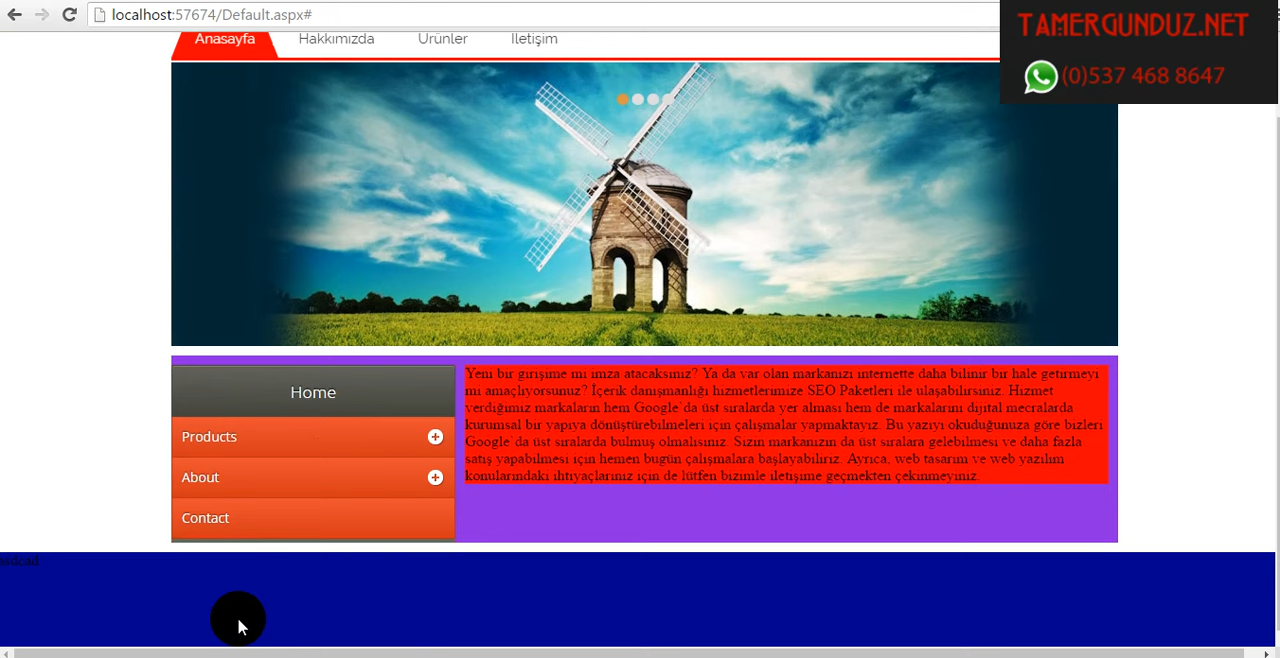 localhost:57674/Default.aspx#
TAMERGUNDUZ.NET
(0)537 468 8647
Anasayfa Hakkımızda Ürünler İletişim
Home
Products
About
Contact
Yeni bir girişime mi imza atacaksınız? Ya da var olan markanızı internette daha bilinir bir hale getirmeyi
mi amaçlıyorsunuz? İçerik danışmanlığı hizmetlerimize SEO Paketleri ile ulaşabilirsiniz. Hizmet
verdiğimiz markaların hem Google`da üst sıralarda yer alması hem de markalarını dijital mecralarda
kurumsal bir yapıya dönüştürebilmeleri için çalışmalar yapmaktayız. Bu yazıyı okuduğunuza göre bizleri
Google`da üst sıralarda bulmuş olmalısınız. Sizin markanızın da üst sıralara gelebilmesi ve daha fazla
satış yapabilmesi için hemen bugün çalışmalara başlayabiliriz. Ayrıca, web tasarım ve web yazılım
konularındaki ihtiyaçlarınız için de lütfen bizimle iletişime geçmekten çekinmeyiniz.